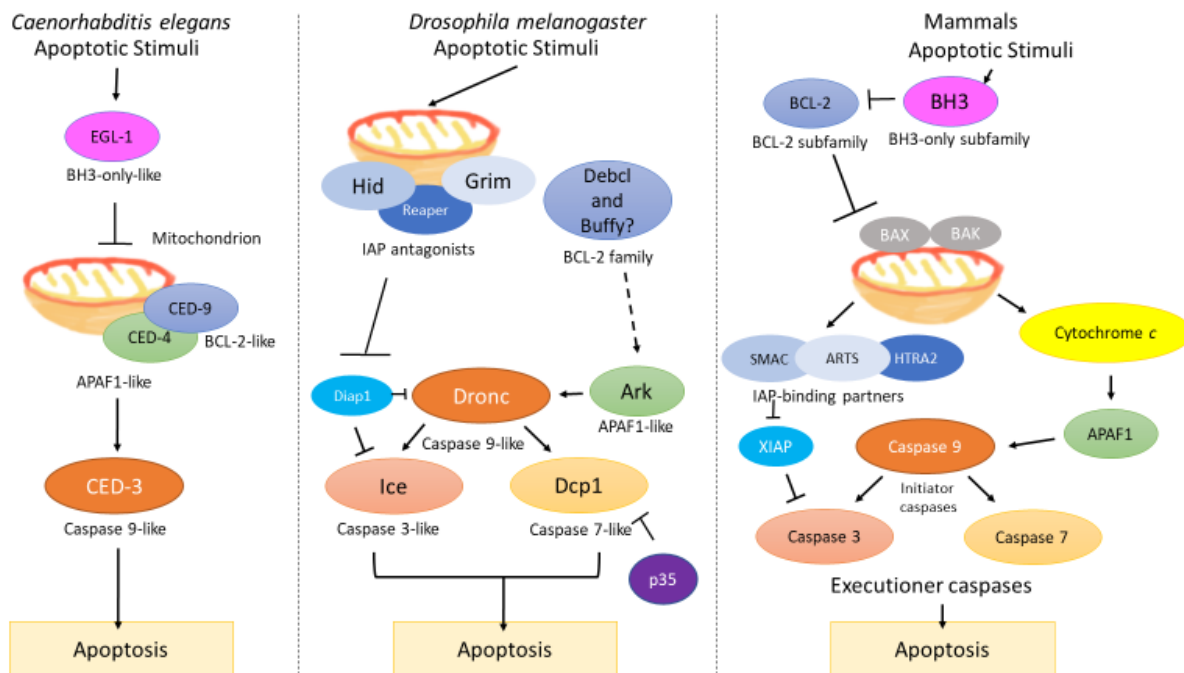 Caenorhabditis elegans
Apoptotic Stimuli
EGL-1
BH3-only-like
Mitochondrion
CED-9
CED-4
BCL-2-like
APAF1-like
CED-3
Caspase 9-like
Apoptosis
Drosophila melanogaster
Apoptotic Stimuli
Hid
Grim
Reaper
IAP antagonists
Debcl
and
Buffy?
BCL-2 family
Diap1
Dronc
Ark
APAF1-like
Caspase 9-like
Ice
Dcp1
Caspase 3-like
Caspase 7-like
p35
Apoptosis
Mammals
Apoptotic Stimuli
BCL-2
BH3
BCL-2 subfamily
BH3-only subfamily
BAX
BAK
Cytochrome c
SMAC
ARTS
HTRA2
IAP-binding partners
XIAP
Caspase 9
APAF1
Initiator
caspases
Caspase 3
Caspase 7
Executioner caspases
Apoptosis